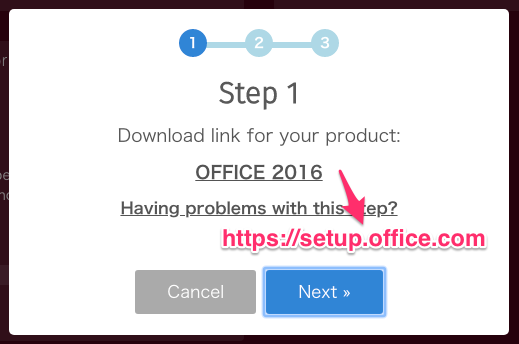 1 2 3
Step 1
Download link for your product:
OFFICE 2016
Having problems with this step?
https://setup.office.com
Cancel Next »